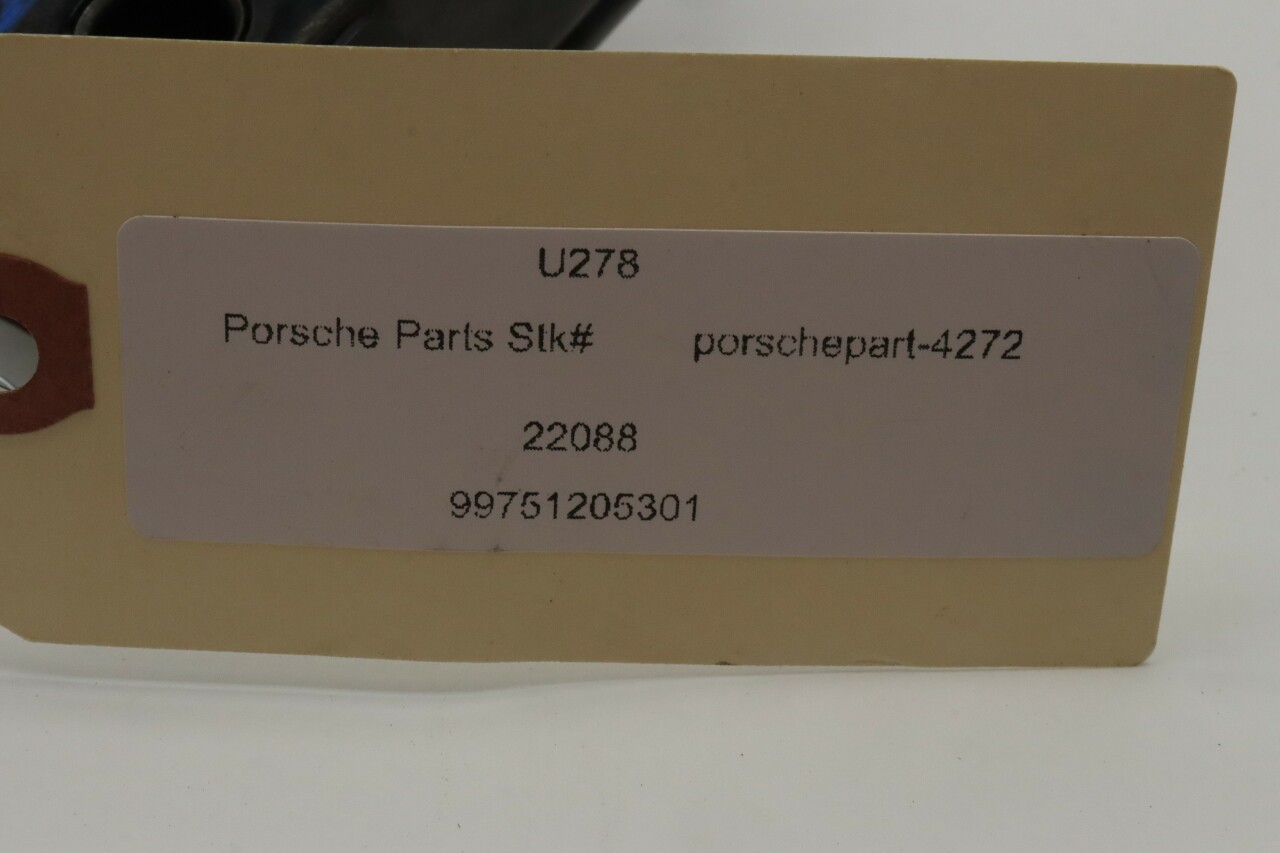 U278
Porsche Parts Stk# porschepart-4272
22088
99751205301